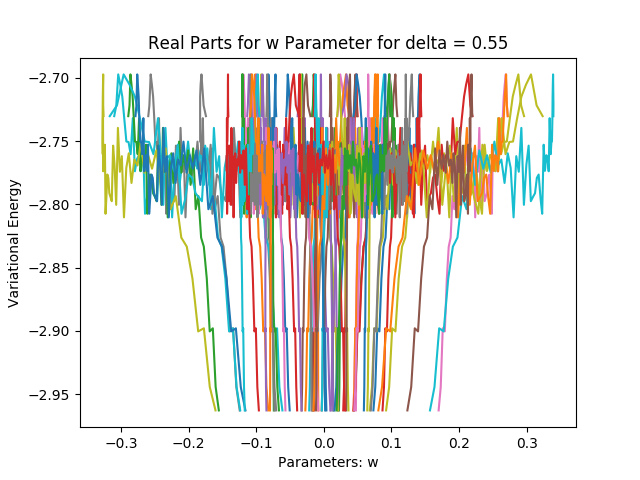 Real Parts for w Parameter for delta = 0.55
−2.70
−2.75
−2.80
−2.85
−2.90
−2.95
Variational Energy
−0.3 −0.2 −0.1 0.0 0.1 0.2 0.3
Parameters: w